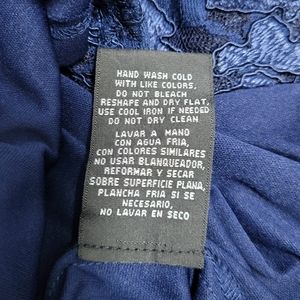 HAND WASH COLD
WITH LIKE COLORS,
DO NOT BLEACH
RESHAPE AND DRY FLAT,
USE COOL IRON IF NEEDED
DO NOT DRY CLEAN.
LAVAR A MANO
CON AGUA FRIA,
CON COLORES SIMILARES
NO USAR BLANQUEADOR,
REFORMAR Y SECAR
SOBRE SUPERFICIE PLANA,
PLANCHA FRIA SI SE
NECESARIO,
NO LAVAR EN SECO